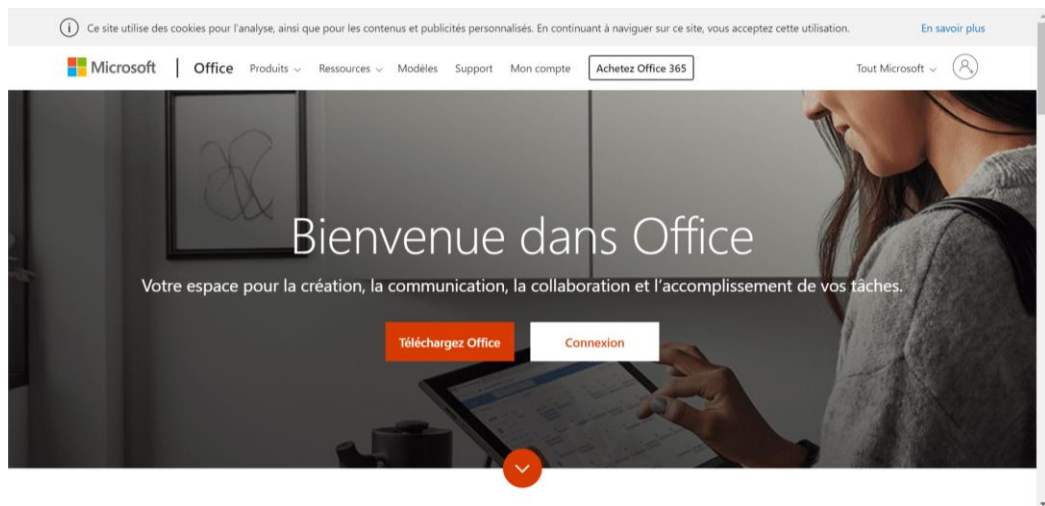 Ce site utilise des cookies pour l'analyse, ainsi que pour les contenus et publicités personnalisés. En continuant à naviguer sur ce site, vous acceptez cette utilisation. En savoir plus
Microsoft | Office Produits Ressources Modèles Support Mon compte Achetez Office 365 Tout Microsoft
Bienvenue dans Office
Votre espace pour la création, la communication, la collaboration et l'accomplissement de vos tâches.
Téléchargez Office Connexion